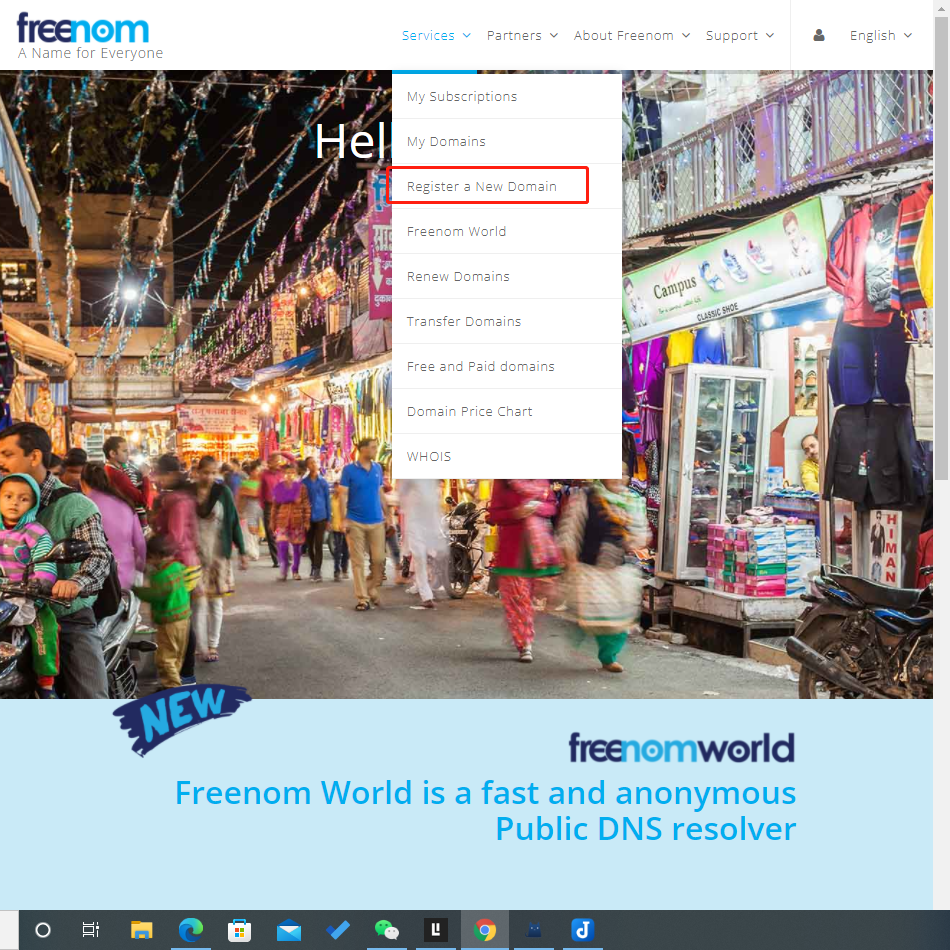 freenom
A Name for Everyone
Services
Partners
About Freenom
Support
English
Hel
My Subscriptions
My Domains
Register a New Domain
Freenom World
Renew Domains
Transfer Domains
Free and Paid domains
Domain Price Chart
WHOIS
Campus
CLASSIC SHOE
HIMAN
NEW
freenomworld
Freenom World is a fast and anonymous
Public DNS resolver